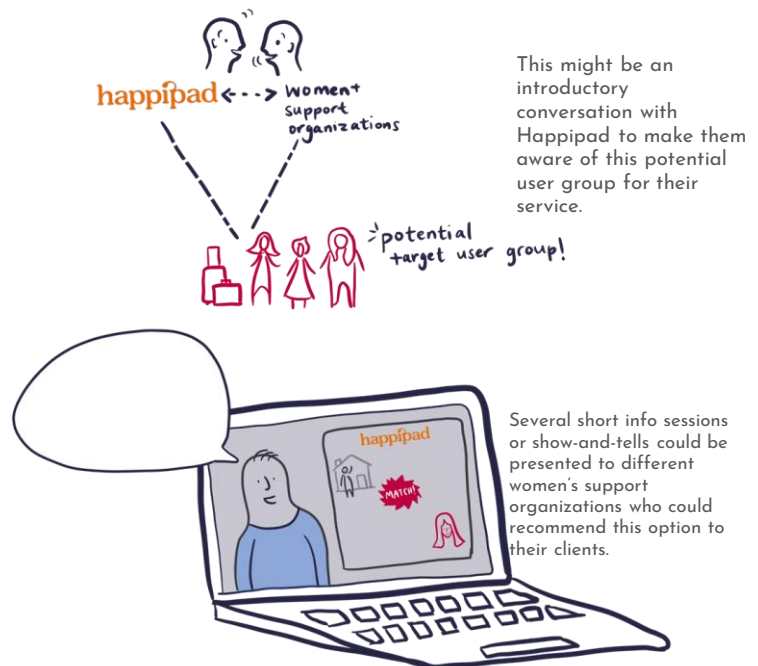 happipad <---> women+
support
organizations
This might be an
introductory
conversation with
Happipad to make them
aware of this potential
user group for their
service.
potential
target user group!
happipad
MATCH!
Several short info sessions
or show-and-tells could be
presented to different
women's support
organizations who could
recommend this option to
their clients.